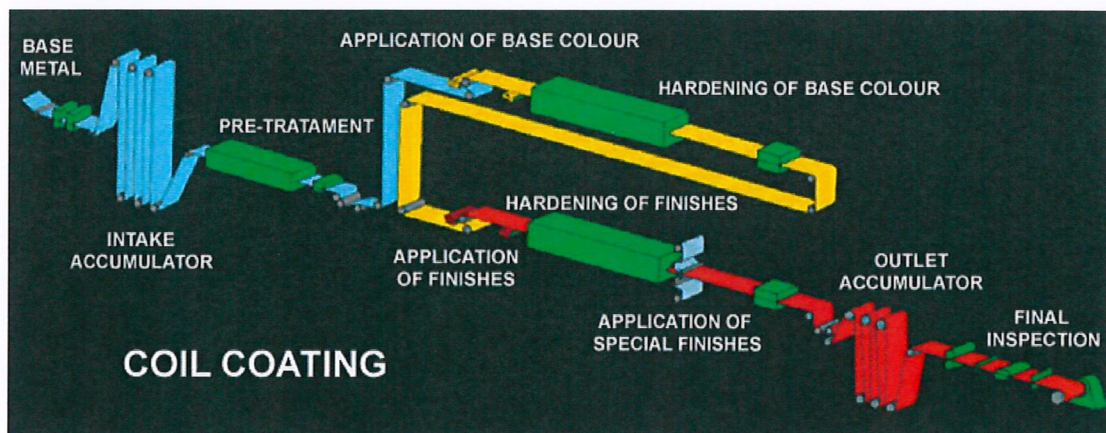 APPLICATION OF BASE COLOUR
BASE
METAL
HARDENING OF BASE COLOUR
PRE-TRATAMENT
HARDENING OF FINISHES
INTAKE
ACCUMULATOR
APPLICATION
OF FINISHES
OUTLET
ACCUMULATOR
APPLICATION OF
SPECIAL FINISHES
FINAL
INSPECTION
COIL COATING